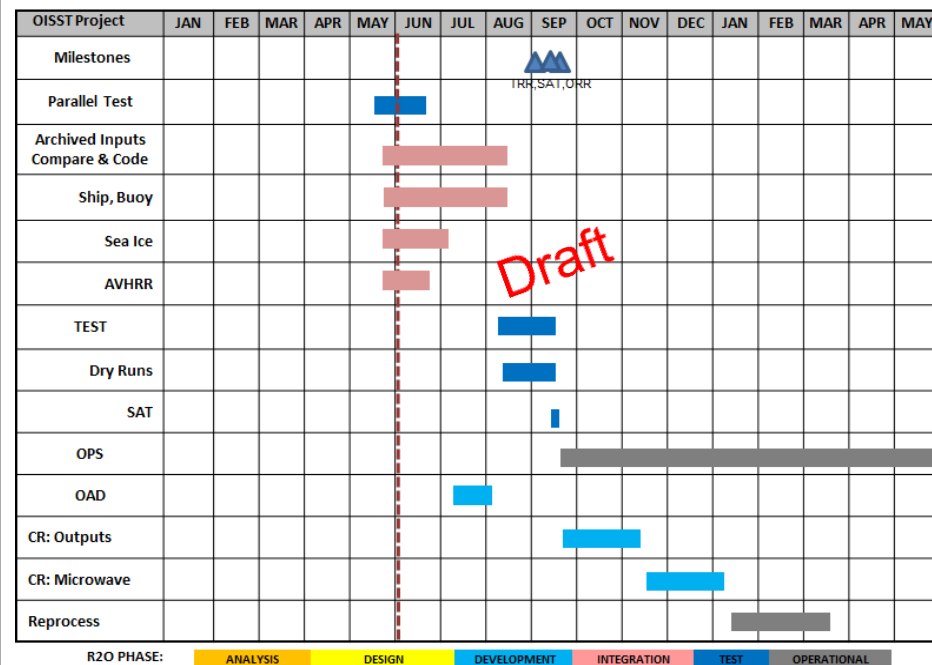 OISST Project JAN FEB MAR APR MAY JUN JUL AUG SEP OCT NOV DEC JAN FEB MAR APR MAY
Milestones
TRR,SAT,ORR
Parallel Test
Archived Inputs
Compare & Code
Ship, Buoy
Sea Ice
Draft
AVHRR
TEST
Dry Runs
SAT
OPS
OAD
CR: Outputs
CR: Microwave
Reprocess
R2O PHASE: ANALYSIS DESIGN DEVELOPMENT INTEGRATION TEST OPERATIONAL